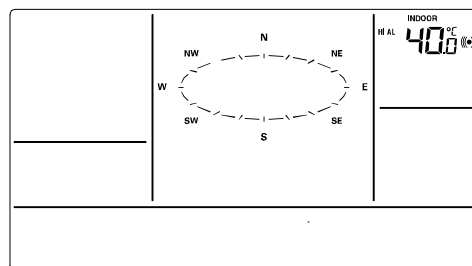 INDOOR
HI AL 40.0 °C
N
NW NE
W E
SW SE
S